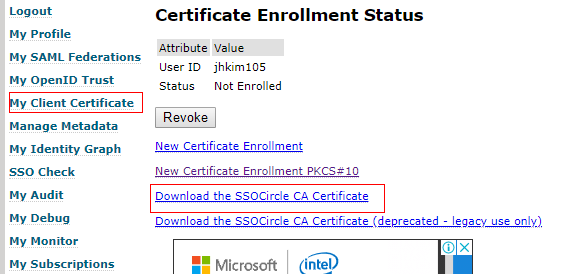 Logout
My Profile
My SAML Federations
My OpenID Trust
My Client Certificate
Manage Metadata
My Identity Graph
SSO Check
My Audit
My Debug
My Monitor
My Subscriptions
Certificate Enrollment Status
Attribute Value
User ID jhkim105
Status Not Enrolled
Revoke
New Certificate Enrollment
New Certificate Enrollment PKCS#10
Download the SSOCircle CA Certificate
Download the SSOCircle CA Certificate (deprecated - legacy use only)
Microsoft (intel)